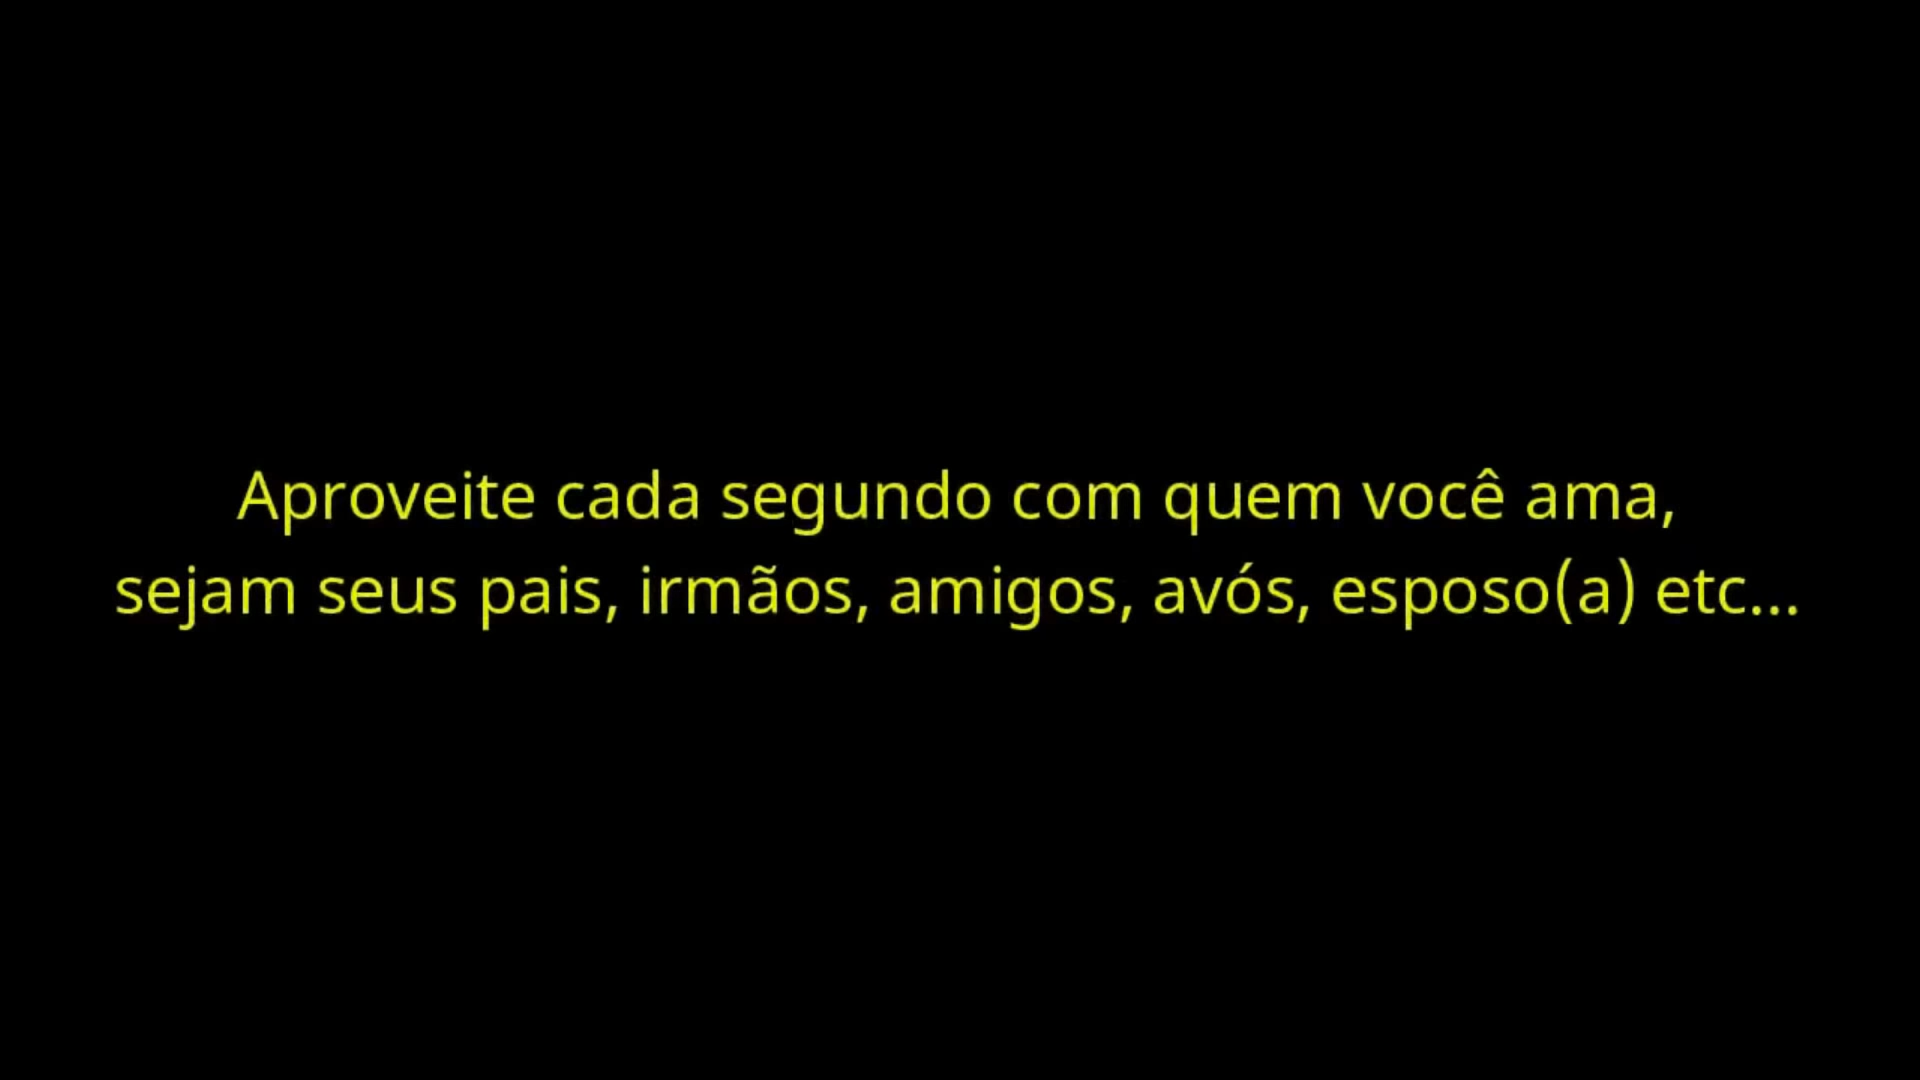 Aproveite cada segundo com quem você ama,
sejam seus pais, irmãos, amigos, avós, esposo(a) etc...